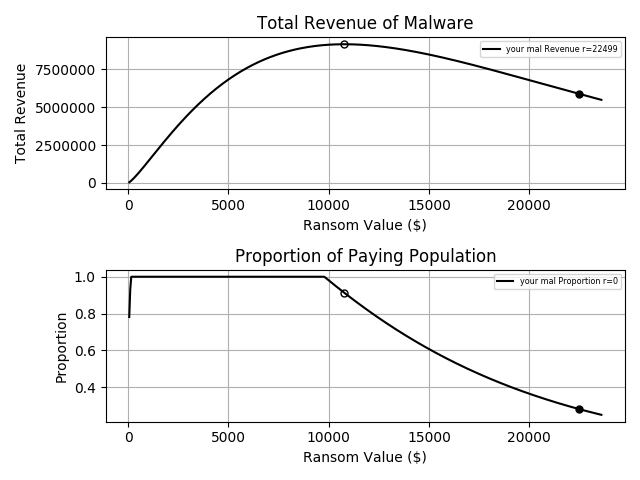 Total Revenue of Malware
your mal Revenue r=22499
Total Revenue
7500000
5000000
2500000
0
0 5000 10000 15000 20000
Ransom Value ($)
Proportion of Paying Population
your mal Proportion r=0
Proportion
1.0
0.8
0.6
0.4
0 5000 10000 15000 20000
Ransom Value ($)